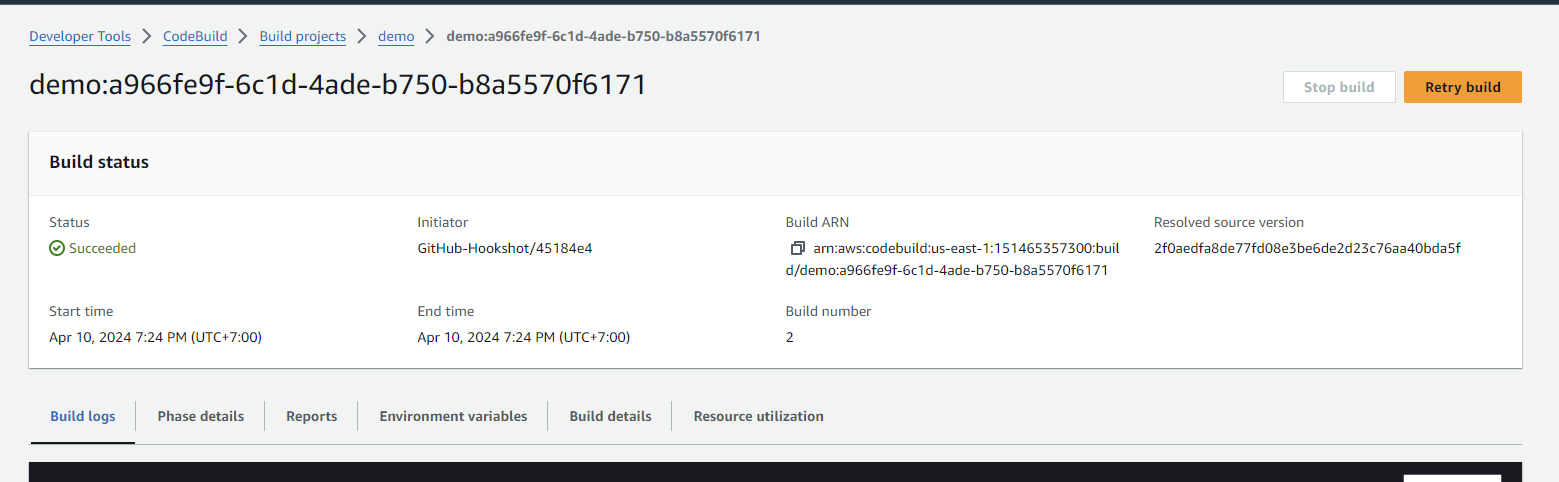 Developer Tools > CodeBuild > Build projects > demo > demo:a966fe9f-6c1d-4ade-b750-b8a5570f6171
demo:a966fe9f-6c1d-4ade-b750-b8a5570f6171
Stop build
Retry build
Build status
Status
Succeeded
Initiator
GitHub-Hookshot/45184e4
Build ARN
arn:aws:codebuild:us-east-1:151465357300:buil
d/demo:a966fe9f-6c1d-4ade-b750-b8a5570f6171
Resolved source version
2f0aedfa8de77fd08e3be6de2d23c76aa40bda5f
Start time
Apr 10, 2024 7:24 PM (UTC+7:00)
End time
Apr 10, 2024 7:24 PM (UTC+7:00)
Build number
2
Build logs
Phase details
Reports
Environment variables
Build details
Resource utilization